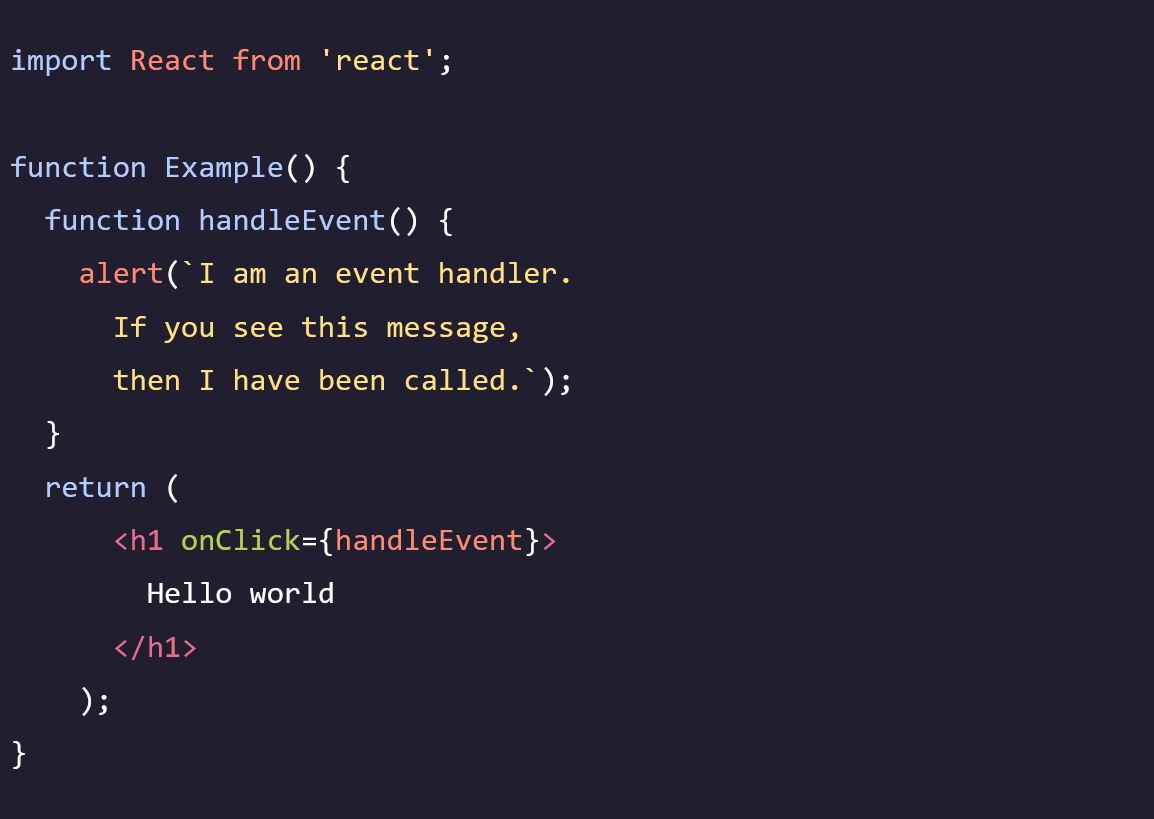 import React from 'react';

function Example() {
  function handleEvent() {
    alert(`I am an event handler.
      If you see this message,
      then I have been called.`);
  }
  return (
      <h1 onClick={handleEvent}>
        Hello world
      </h1>
    );
}